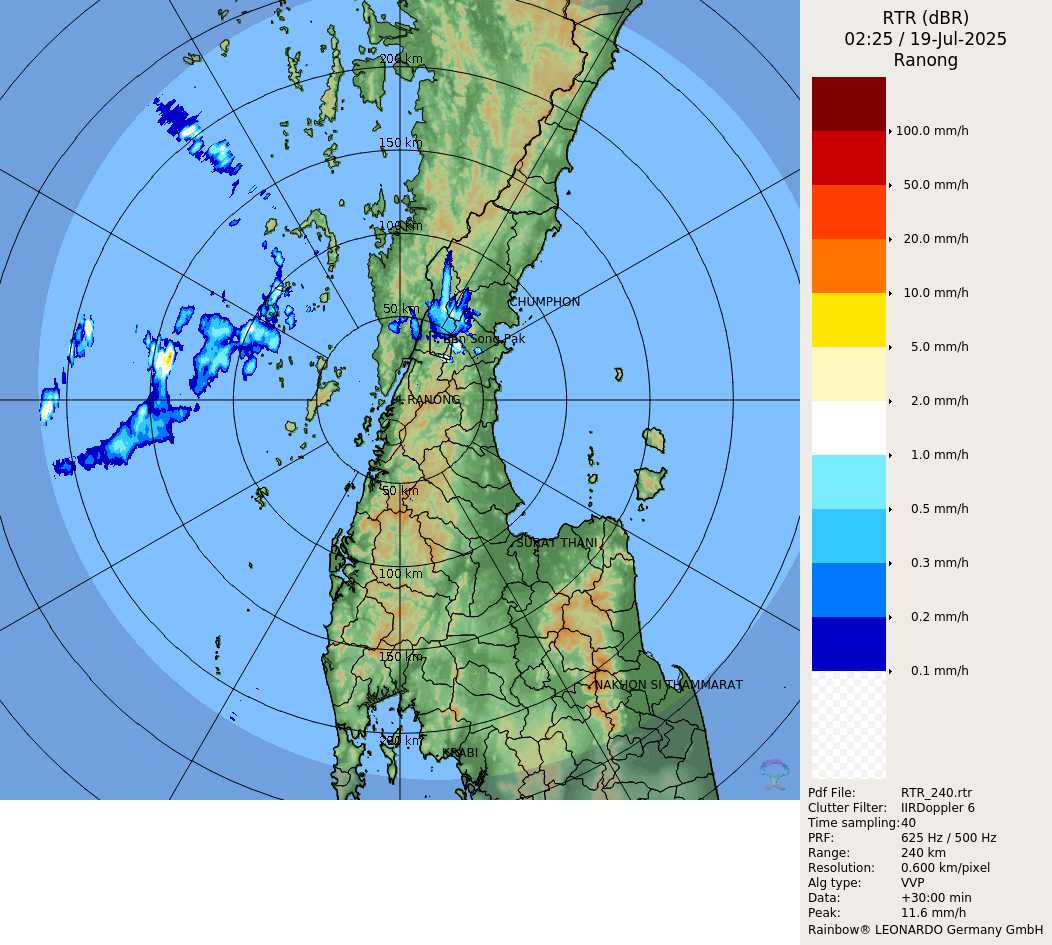 RTR (dBR)
02:25 / 19-Jul-2025
Ranong
200 km
150 km
100 km
50 km
CHUMPHON
Ban Song Pak
RANONG
50 km
SURAT THANI
100 km
150 km
NAKHON SI THAMMARAT
200 km
KRABI
100.0 mm/h
50.0 mm/h
20.0 mm/h
10.0 mm/h
5.0 mm/h
2.0 mm/h
1.0 mm/h
0.5 mm/h
0.3 mm/h
0.2 mm/h
0.1 mm/h
Pdf File: RTR_240.rtr
Clutter Filter: IIRDoppler 6
Time sampling: 40
PRF: 625 Hz / 500 Hz
Range: 240 km
Resolution: 0.600 km/pixel
Alg type: VVP
Data: +30:00 min
Peak: 11.6 mm/h
Rainbow® LEONARDO Germany GmbH